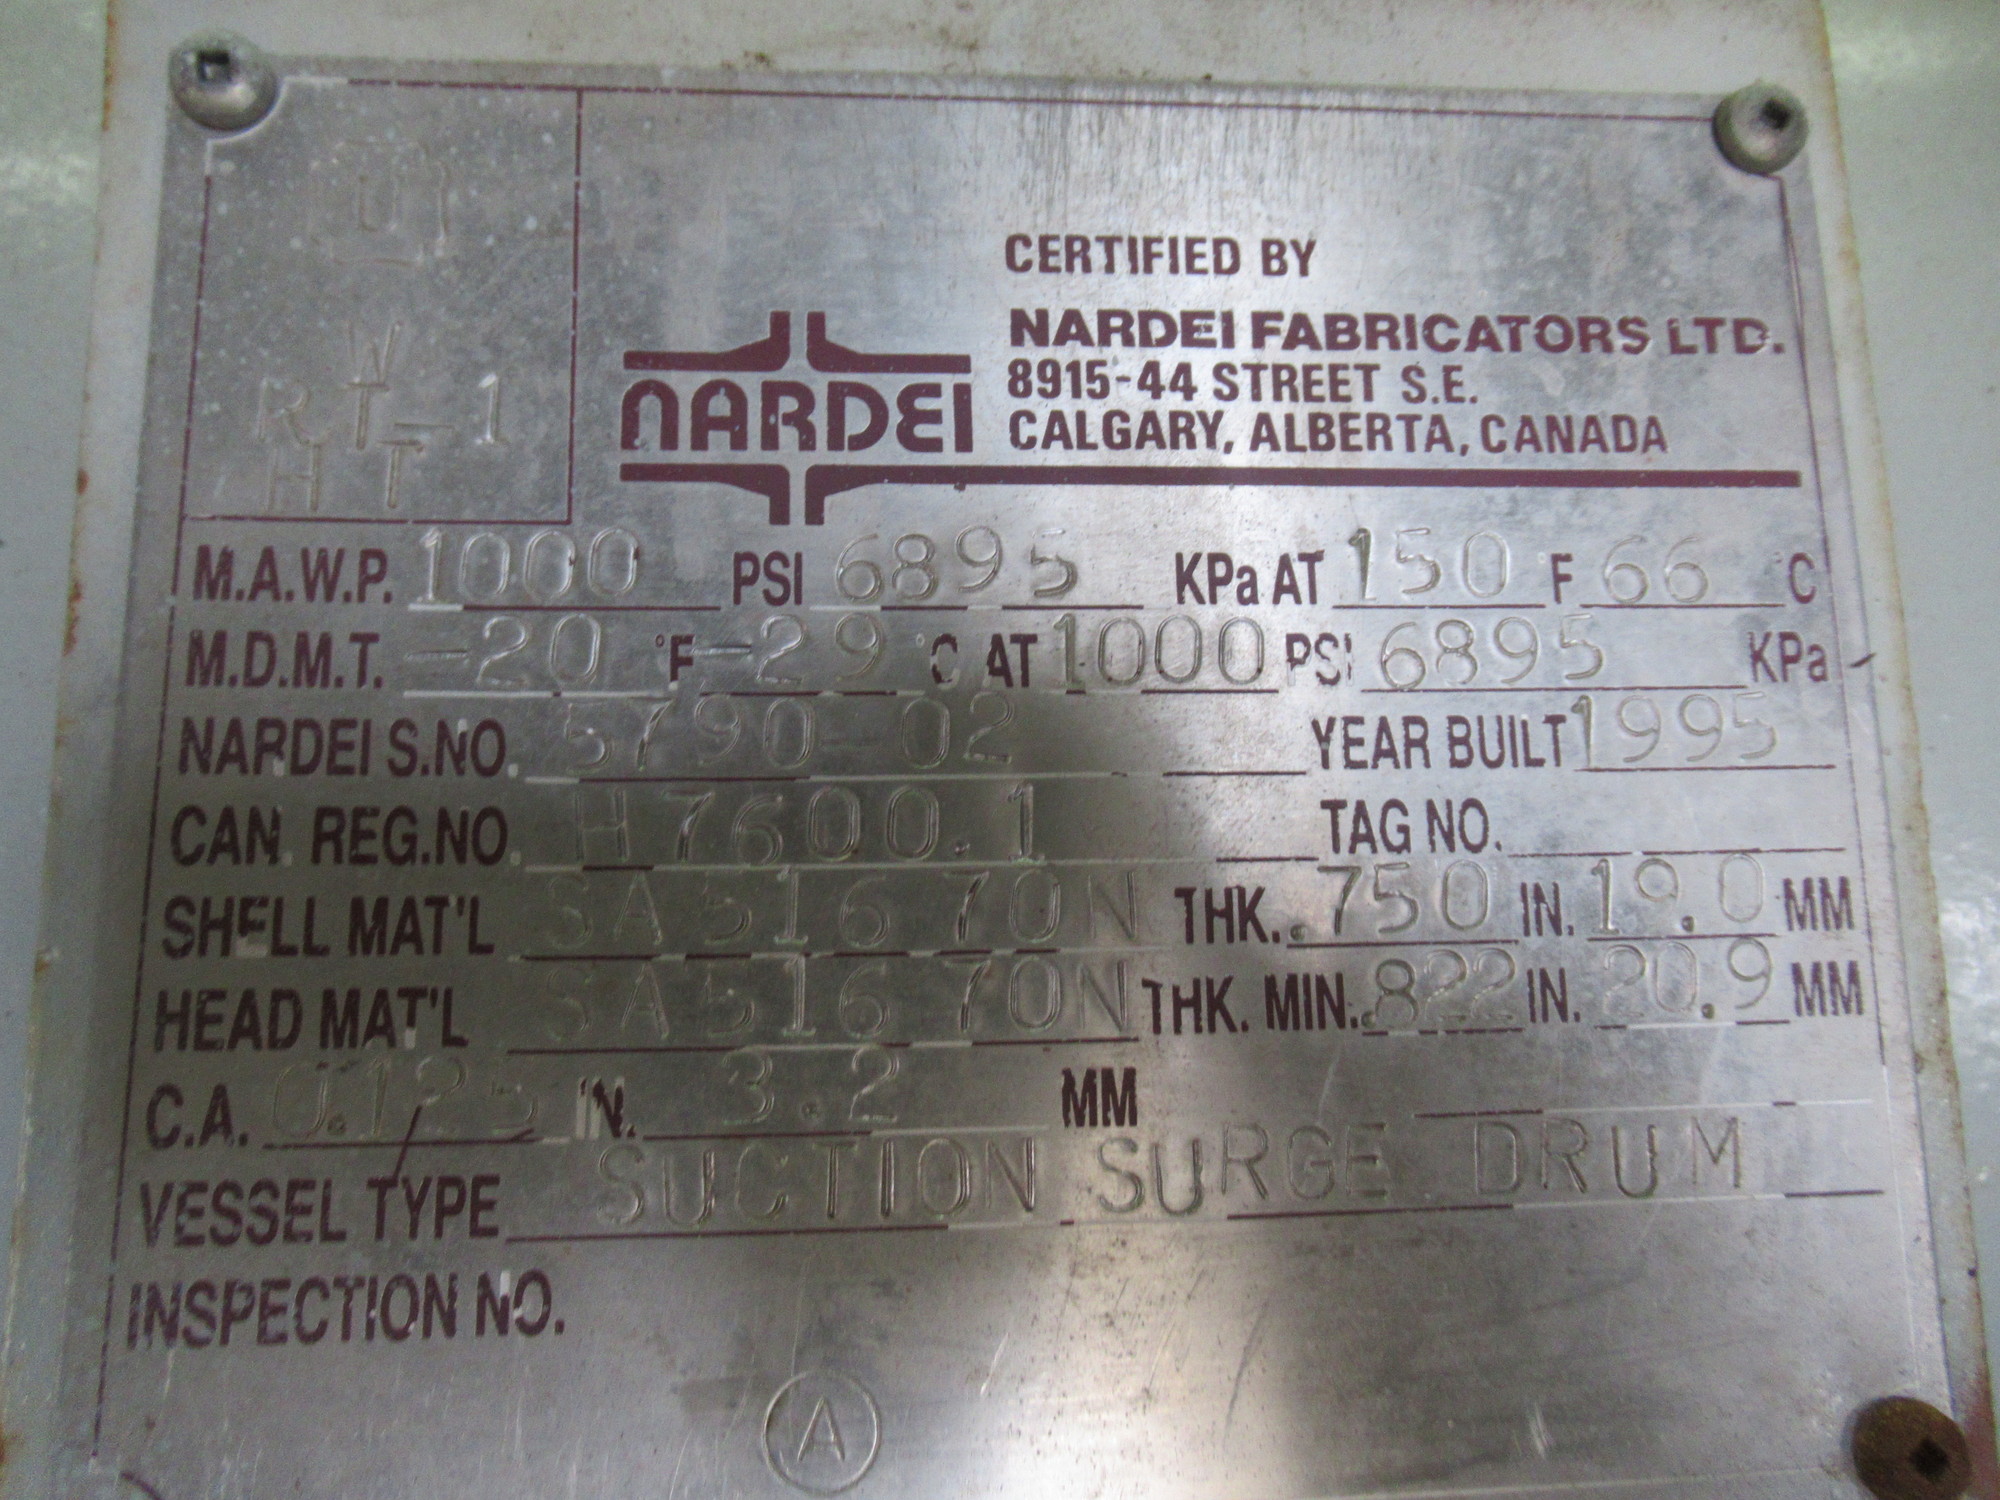 U
W
RT-1
HT
CERTIFIED BY
NARDEI
NARDEI FABRICATORS LTD.
8915-44 STREET S.E.
CALGARY, ALBERTA, CANADA
M.A.W.P. 1000 PSI 6895 KPa AT 150 F 66 C
M.D.M.T. -20 °F -29 °C AT 1000 PSI 6895 KPa
NARDEI S.NO. 5790-02 YEAR BUILT 1995
CAN. REG.NO. H7600.1 TAG NO.
SHELL MAT'L SA516 70N THK. .750 IN. 19.0 MM
HEAD MAT'L SA516 70N THK. MIN. .822 IN. 20.9 MM
C.A. 0.125 IN. 3.2 MM
VESSEL TYPE SUCTION SURGE DRUM
INSPECTION NO.
A